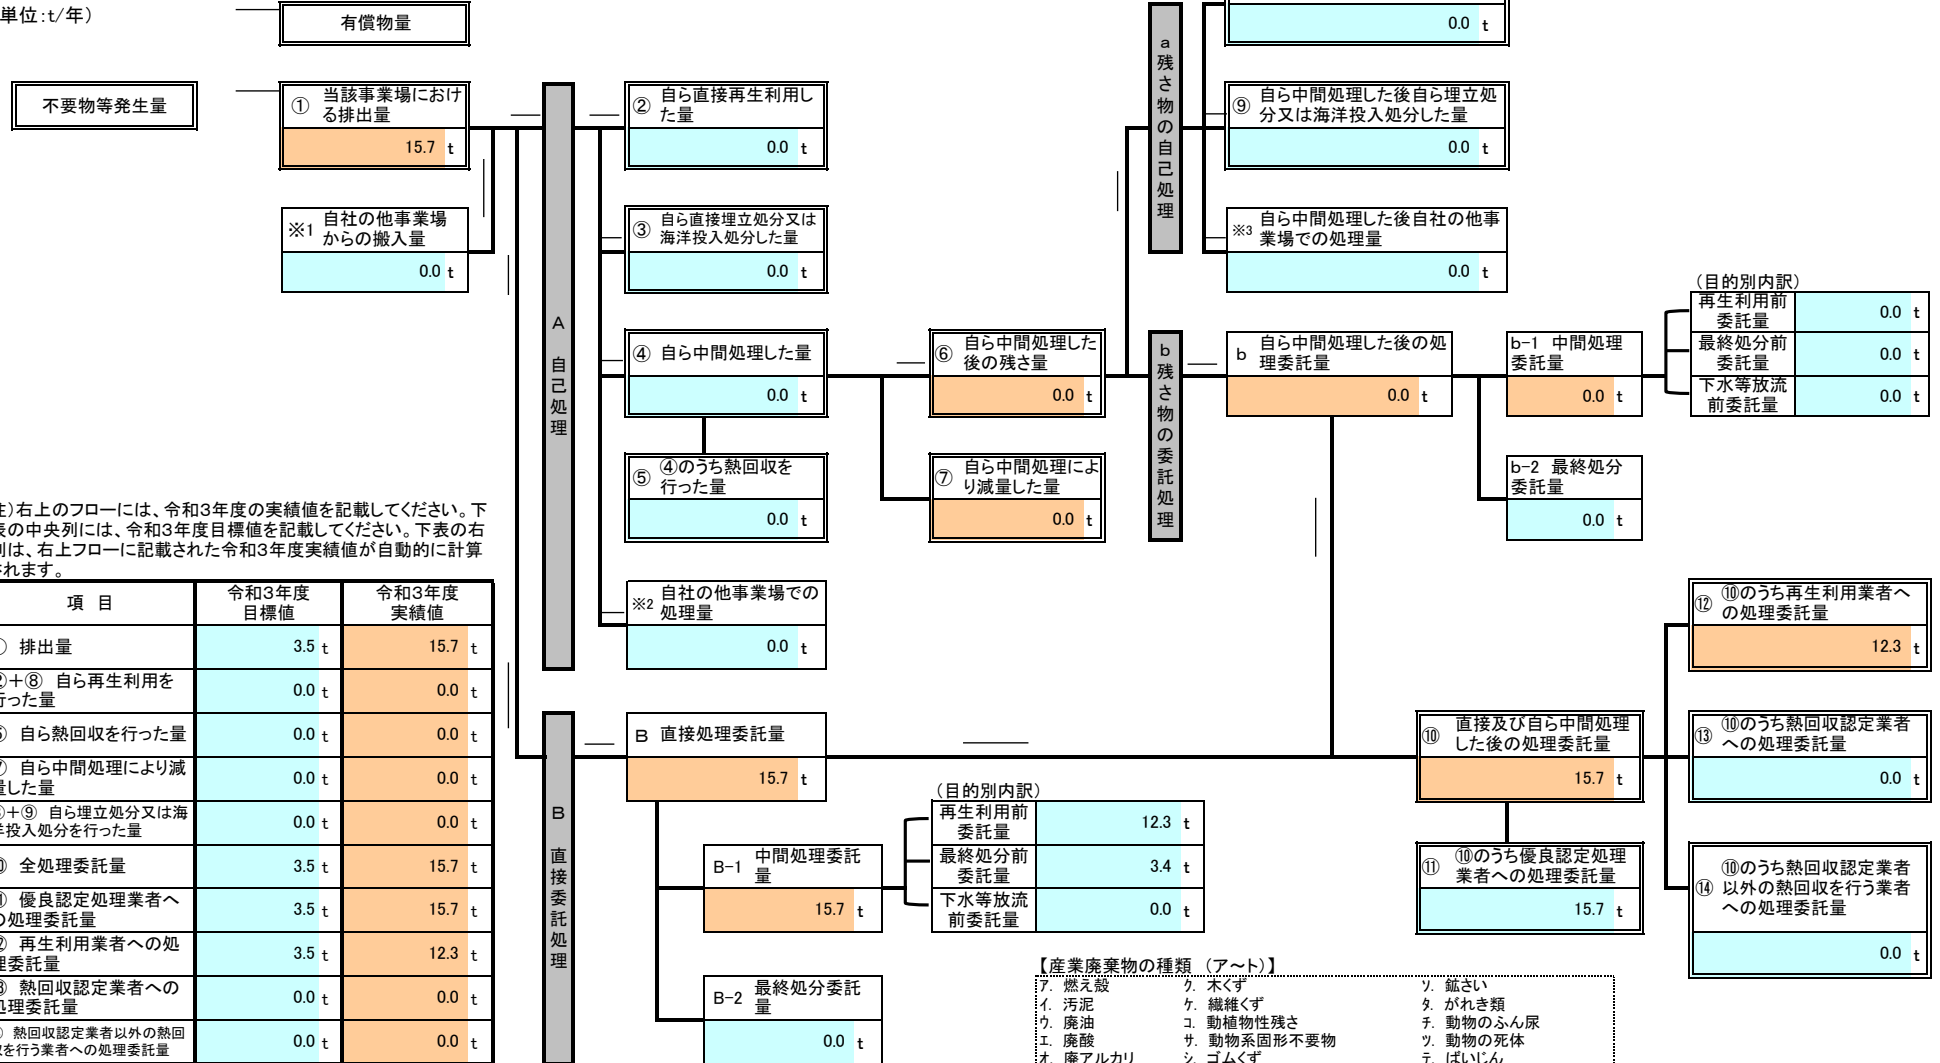 単位:t/年)
有償物量
0.0 t
不要物等発生量
① 当該事業場におけ
る排出量
15.7 t
※1 自社の他事業場
からの搬入量
0.0 t
A 自己処理
② 自ら直接再生利用し
た量
0.0 t
③ 自ら直接埋立処分又は
海洋投入処分した量
0.0 t
④ 自ら中間処理した量
0.0 t
⑤ ④のうち熱回収を
行った量
0.0 t
※2 自社の他事業場での
処理量
0.0 t
⑥ 自ら中間処理した
後の残さ量
0.0 t
⑦ 自ら中間処理によ
り減量した量
0.0 t
a残さ物の自己処理
⑨ 自ら中間処理した後自ら埋立処
分又は海洋投入処分した量
0.0 t
※3 自ら中間処理した後自社の他事
業場での処理量
0.0 t
b残さ物の委託処理
b 自ら中間処理した後の処
理委託量
0.0 t
b-1 中間処理
委託量
0.0 t
b-2 最終処分
委託量
0.0 t
(目的別内訳)
再生利用前
委託量
0.0 t
最終処分前
委託量
0.0 t
下水等放流
前委託量
0.0 t
)右上のフローには、令和3年度の実績値を記載してください。下
の中央列には、令和3年度目標値を記載してください。下表の右
は、右上フローに記載された令和3年度実績値が自動的に計算
れます。
項 目 令和3年度
目標値 令和3年度
実績値
排出量 3.5 t 15.7 t
+⑧ 自ら再生利用を
った量 0.0 t 0.0 t
自ら熱回収を行った量 0.0 t 0.0 t
自ら中間処理により減
した量 0.0 t 0.0 t
+⑨ 自ら埋立処分又は海
投入処分を行った量 0.0 t 0.0 t
全処理委託量 3.5 t 15.7 t
優良認定処理業者へ
処理委託量 3.5 t 15.7 t
再生利用業者への処
委託量 3.5 t 12.3 t
熱回収認定業者への
処理委託量 0.0 t 0.0 t
熱回収認定業者以外の熱回
を行う業者への処理委託量 0.0 t 0.0 t
B 直接委託処理
B 直接処理委託量
15.7 t
B-1 中間処理委託
量
15.7 t
B-2 最終処分委託
量
0.0 t
(目的別内訳)
再生利用前
委託量
12.3 t
最終処分前
委託量
3.4 t
下水等放流
前委託量
0.0 t
⑩ 直接及び自ら中間処理
した後の処理委託量
15.7 t
⑪ ⑩のうち優良認定処理
業者への処理委託量
15.7 t
⑫ ⑩のうち再生利用業者へ
の処理委託量
12.3 t
⑬ ⑩のうち熱回収認定業者
への処理委託量
0.0 t
⑭ ⑩のうち熱回収認定業者
以外の熱回収を行う業者
への処理委託量
0.0 t
【産業廃棄物の種類 (ア～ト)】
ア. 燃え殻 ク. 木くず ソ. 鉱さい
イ. 汚泥 ケ. 繊維くず タ. がれき類
ウ. 廃油 コ. 動植物性残さ チ. 動物のふん尿
エ. 廃酸 サ. 動物系固形不要物 ツ. 動物の死体
オ. 廃アルカリ シ. ゴムくず テ. ばいじん